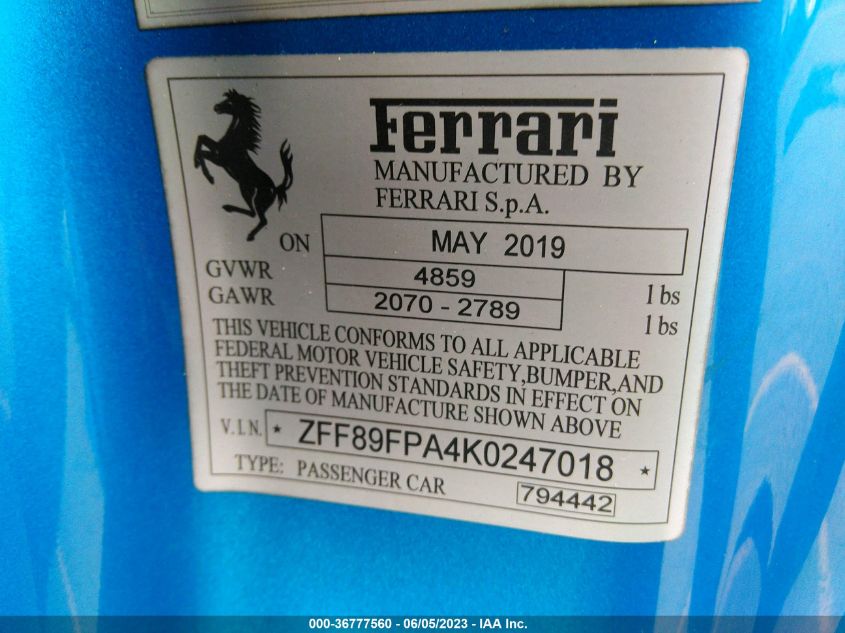 Ferrari
MANUFACTURED BY
FERRARI S.p.A.
ON MAY 2019
GVWR 4859 lbs
GAWR 2070 - 2789 lbs
THIS VEHICLE CONFORMS TO ALL APPLICABLE
FEDERAL MOTOR VEHICLE SAFETY,BUMPER,AND
THEFT PREVENTION STANDARDS IN EFFECT ON
THE DATE OF MANUFACTURE SHOWN ABOVE
V.I.N. * ZFF89FPA4K0247018 *
TYPE: PASSENGER CAR 794442
000-36777560 - 06/05/2023 - IAA Inc.